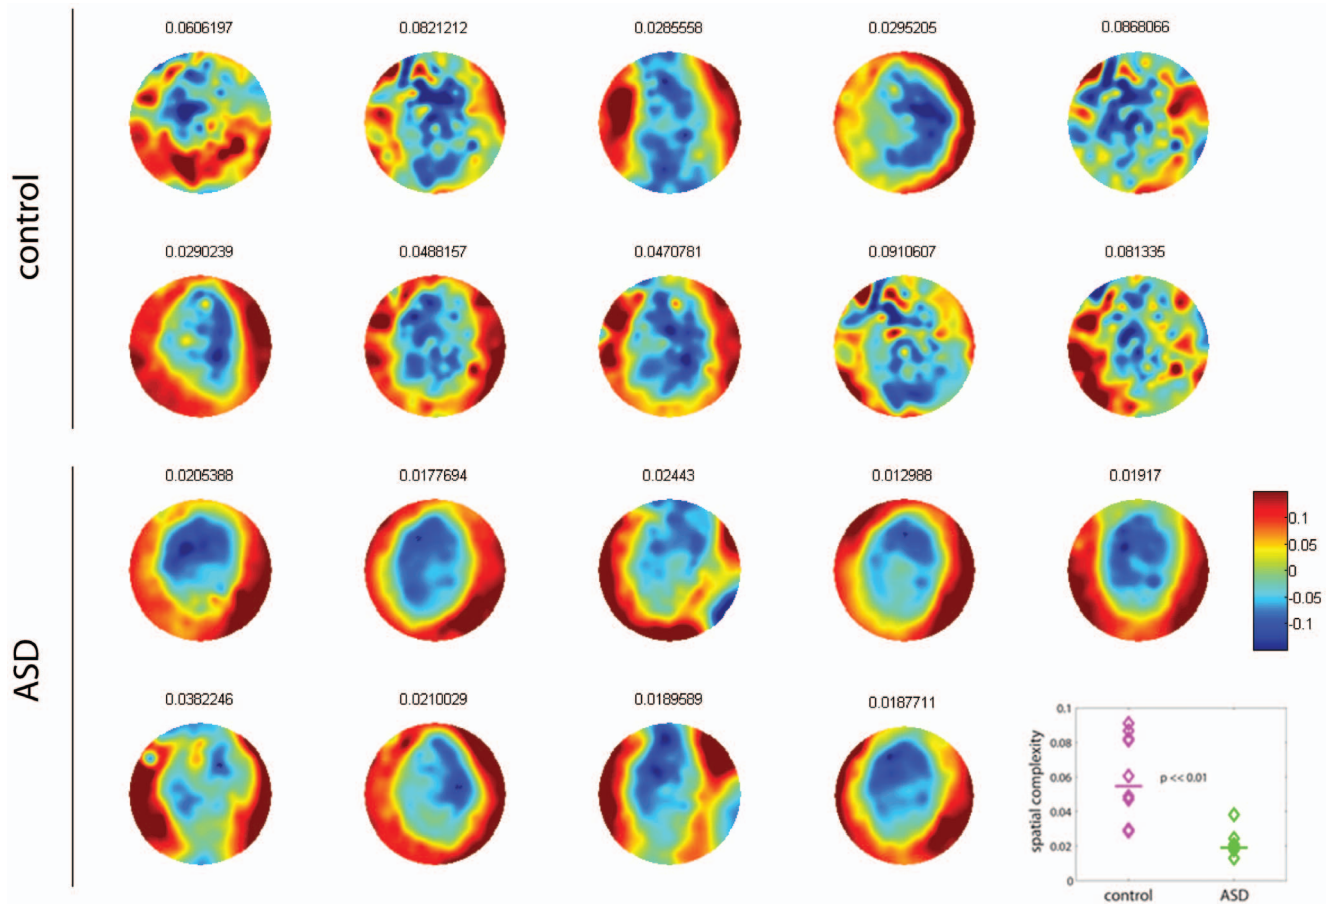 control
0.0606197 0.0821212 0.0285558 0.0295205 0.0868066
0.0290239 0.0488157 0.0470781 0.0910607 0.081335
ASD
0.0205388 0.0177694 0.02443 0.012988 0.01917
0.1
0.05
0
-0.05
-0.1
0.0382246 0.0210029 0.0189589 0.0187711
spatial complexity
0.1
0.08
0.06
0.04
0.02
0
p << 0.01
control ASD